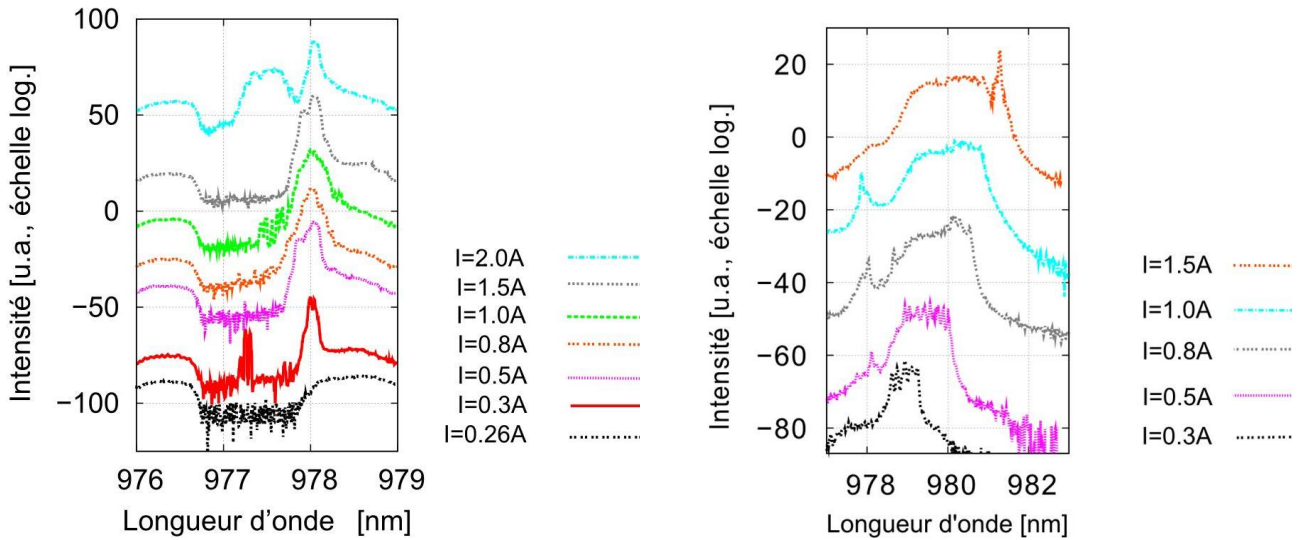 Intensité [u.a., échelle log.]
100
50
0
−50
−100
976 977 978 979
Longueur d’onde [nm]
I=2.0A
I=1.5A
I=1.0A
I=0.8A
I=0.5A
I=0.3A
I=0.26A
Intensité [u.a., échelle log.]
20
0
−20
−40
−60
−80
978 980 982
Longueur d'onde [nm]
I=1.5A
I=1.0A
I=0.8A
I=0.5A
I=0.3A